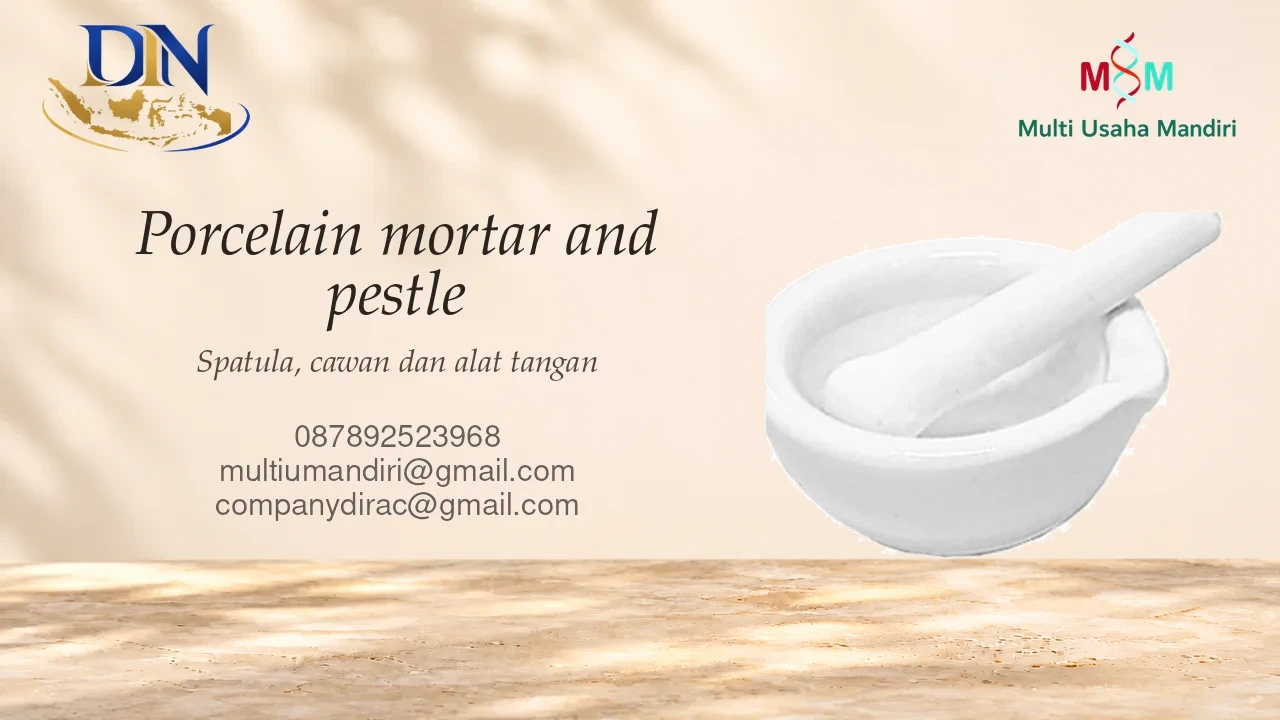 DIN
M M
Multi Usaha Mandiri
Porcelain mortar and
pestle
Spatula, cawan dan alat tangan
087892523968
multiumandiri@gmail.com
companydirac@gmail.com